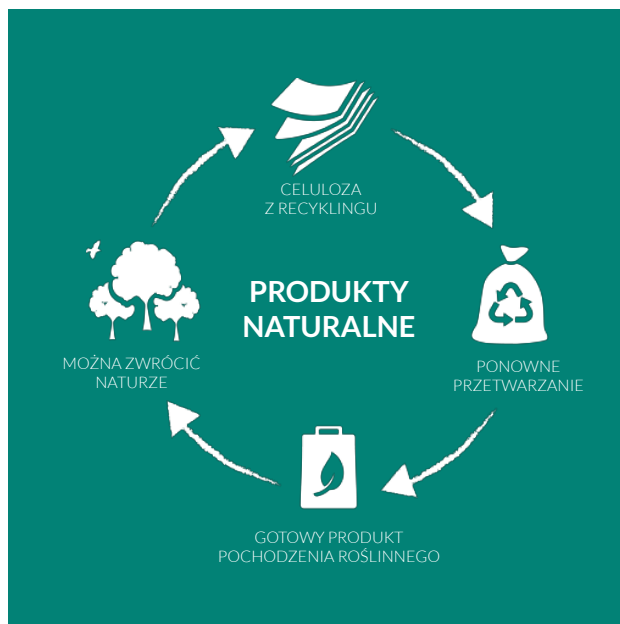 CELULOZA
Z RECYKLINGU
PRODUKTY
NATURALNE
MOŻNA ZWRÓCIĆ
NATURZE
PONOWNE
PRZETWARZANIE
GOTOWY PRODUKT
POCHODZENIA ROŚLINNEGO